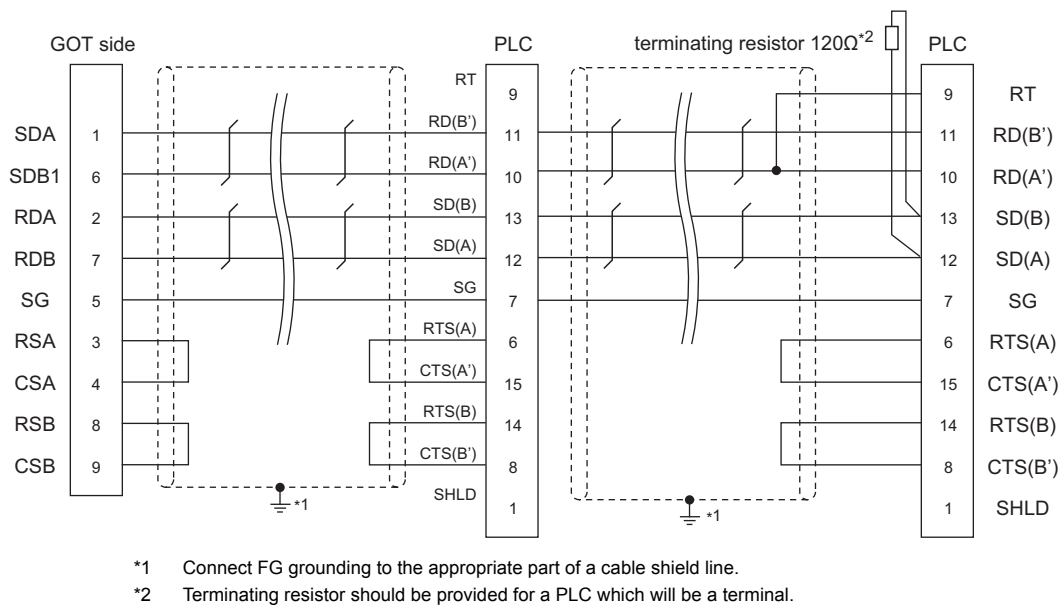 GOT side PLC terminating resistor 120Ω*2 PLC
RT 9 9 RT
SDA 1 RD(B') 11 11 RD(B')
SDB1 6 RD(A') 10 10 RD(A')
RDA 2 SD(B) 13 13 SD(B)
RDB 7 SD(A) 12 12 SD(A)
SG 5 SG 7 7 SG
RSA 3 RTS(A) 6 6 RTS(A)
CSA 4 CTS(A') 15 15 CTS(A')
RSB 8 RTS(B) 14 14 RTS(B)
CSB 9 CTS(B') 8 8 CTS(B')
*1 SHLD 1 *1 1 SHLD
*1 Connect FG grounding to the appropriate part of a cable shield line.
*2 Terminating resistor should be provided for a PLC which will be a terminal.